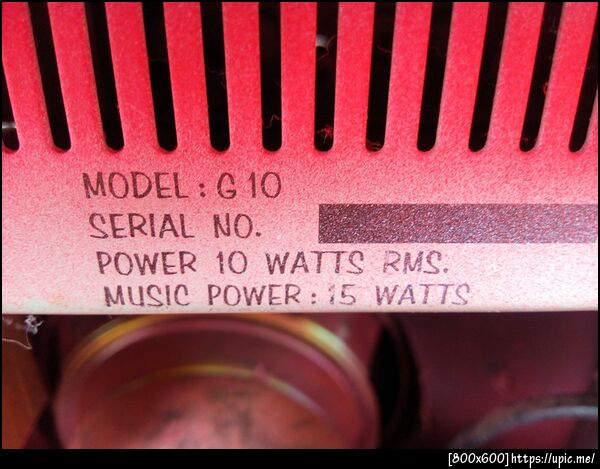 MODEL : G 10
SERIAL NO.
POWER 10 WATTS RMS.
MUSIC POWER : 15 WATTS
[800x600]https://upic.me/